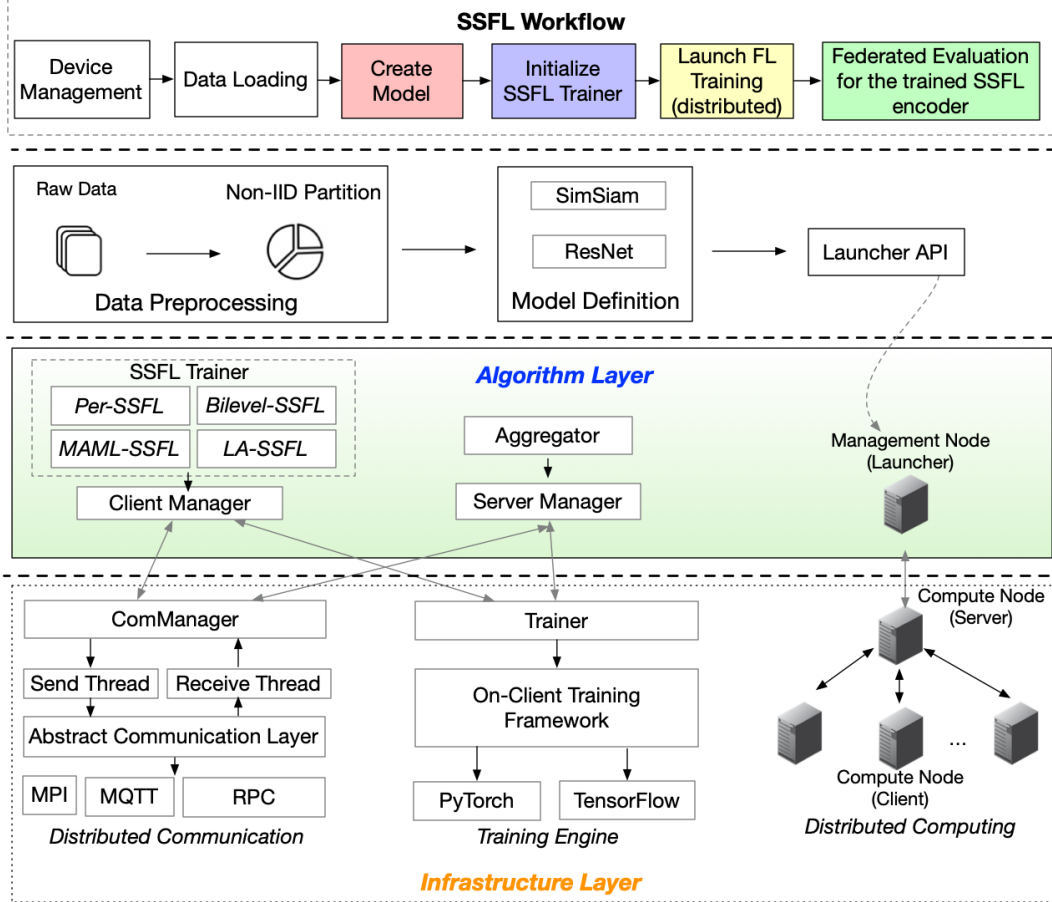 SSFL Workflow
Device
Management
Data Loading
Create
Model
Initialize
SSFL Trainer
Launch FL
Training
(distributed)
Federated Evaluation
for the trained SSFL
encoder
Raw Data
Non-IID Partition
Data Preprocessing
SimSiam
ResNet
Model Definition
Launcher API
SSFL Trainer
Per-SSFL
Bilevel-SSFL
MAML-SSFL
LA-SSFL
Client Manager
Algorithm Layer
Aggregator
Server Manager
Management Node
(Launcher)
ComManager
Send Thread
Receive Thread
Abstract Communication Layer
MPI
MQTT
RPC
Distributed Communication
Trainer
On-Client Training
Framework
PyTorch
TensorFlow
Training Engine
Compute Node
(Server)
...
Compute Node
(Client)
Distributed Computing
Infrastructure Layer